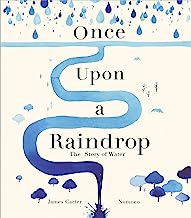 Once
Upon
a
Raindrop
The Story of Water
James Carter
Nomoco